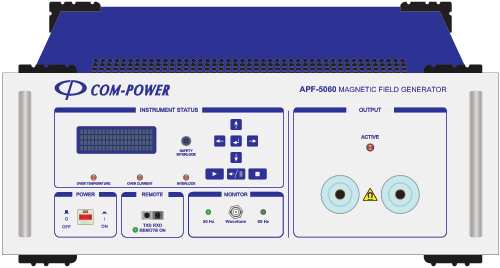 COM-POWER
APF-5060 MAGNETIC FIELD GENERATOR
INSTRUMENT STATUS
OUTPUT
SAFETY
INTERLOCK
OVER TEMPERATURE
OVER CURRENT
INTERLOCK
ACTIVE
POWER
REMOTE
MONITOR
O
I
OFF
ON
TXD RXD
REMOTE ON
50 Hz
Waveform
60 Hz